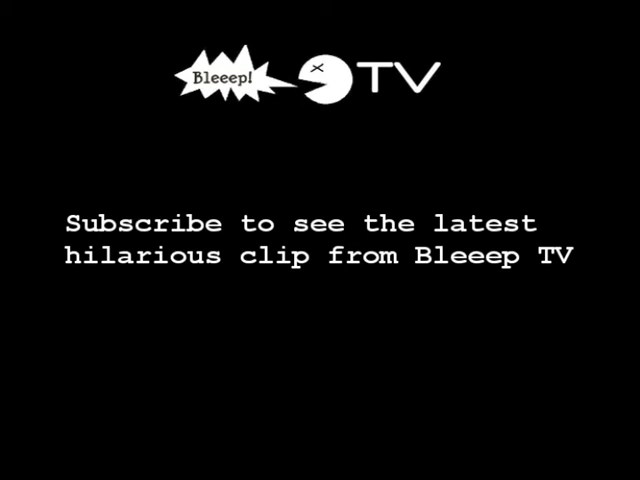 Bleeep! TV
Subscribe to see the latest
hilarious clip from Bleeep TV